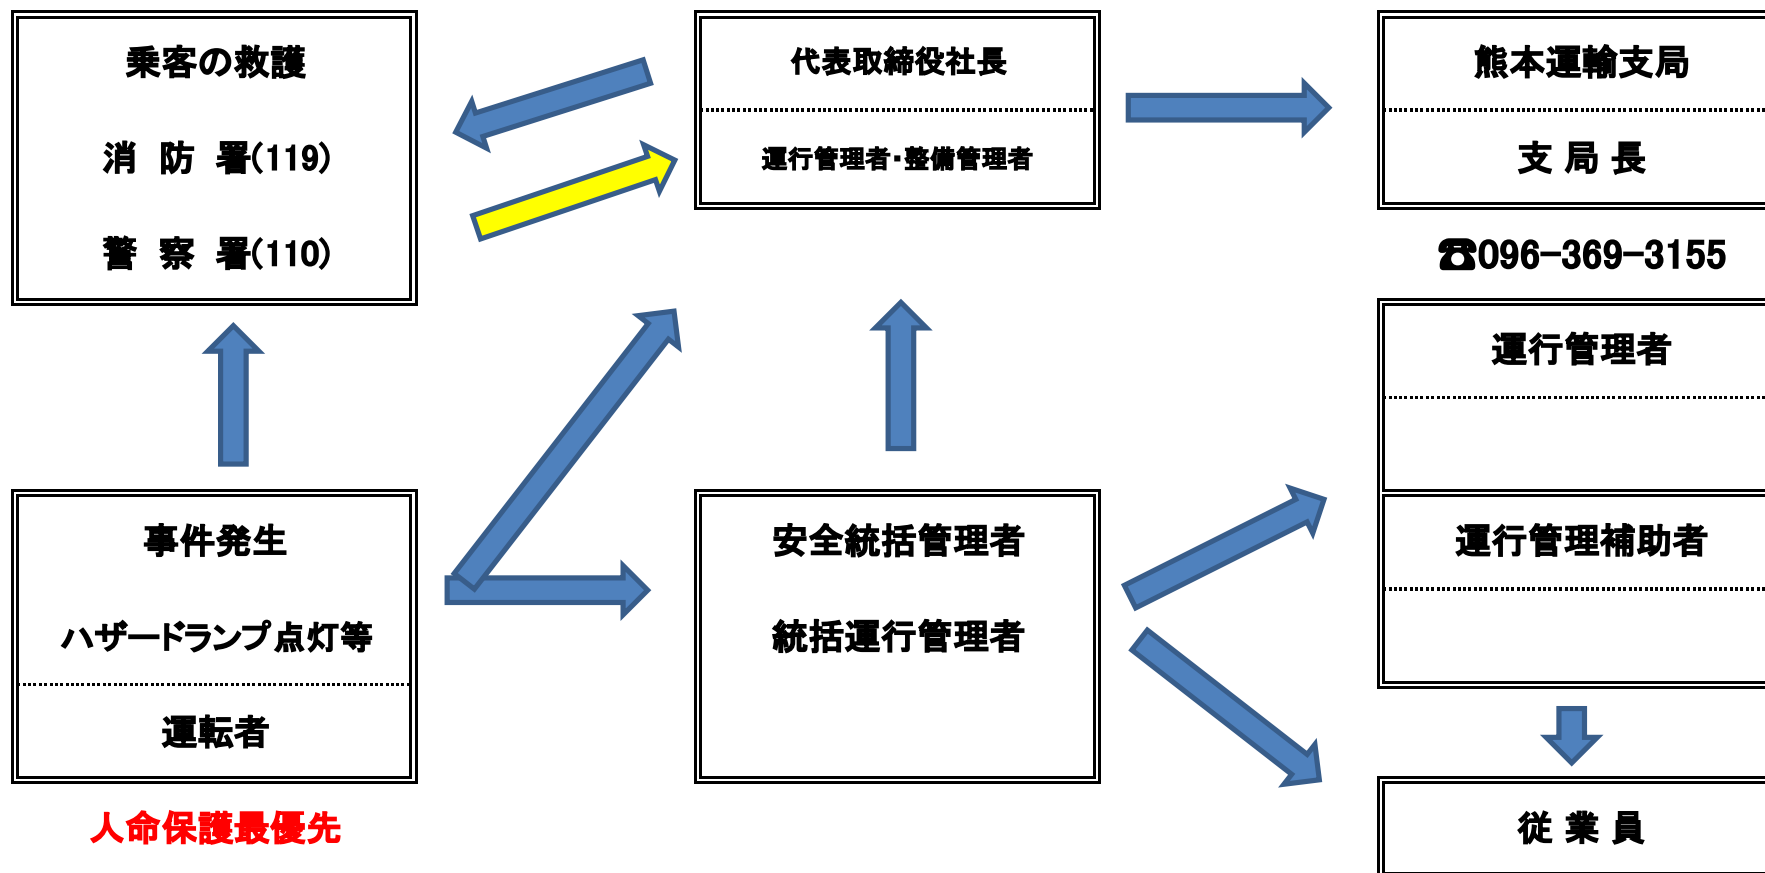 乗客の救護
消 防 署(119)
警 察 署(110)
代表取締役社長
運行管理者・整備管理者
熊本運輸支局
支 局 長
☎096-369-3155
運行管理者
運行管理補助者
事件発生
ハザードランプ点灯等
運転者
人命保護最優先
安全統括管理者
統括運行管理者
従 業 員